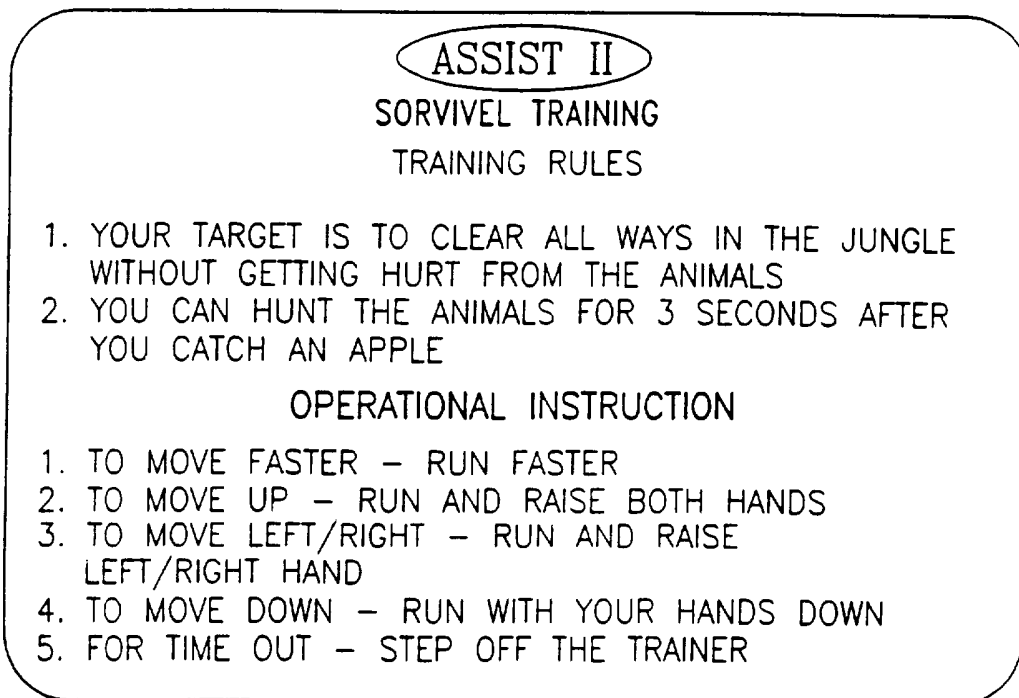 ASSIST II
SORVIVEL TRAINING
TRAINING RULES
1. YOUR TARGET IS TO CLEAR ALL WAYS IN THE JUNGLE
WITHOUT GETTING HURT FROM THE ANIMALS
2. YOU CAN HUNT THE ANIMALS FOR 3 SECONDS AFTER
YOU CATCH AN APPLE
OPERATIONAL INSTRUCTION
1. TO MOVE FASTER – RUN FASTER
2. TO MOVE UP – RUN AND RAISE BOTH HANDS
3. TO MOVE LEFT/RIGHT – RUN AND RAISE
LEFT/RIGHT HAND
4. TO MOVE DOWN – RUN WITH YOUR HANDS DOWN
5. FOR TIME OUT – STEP OFF THE TRAINER